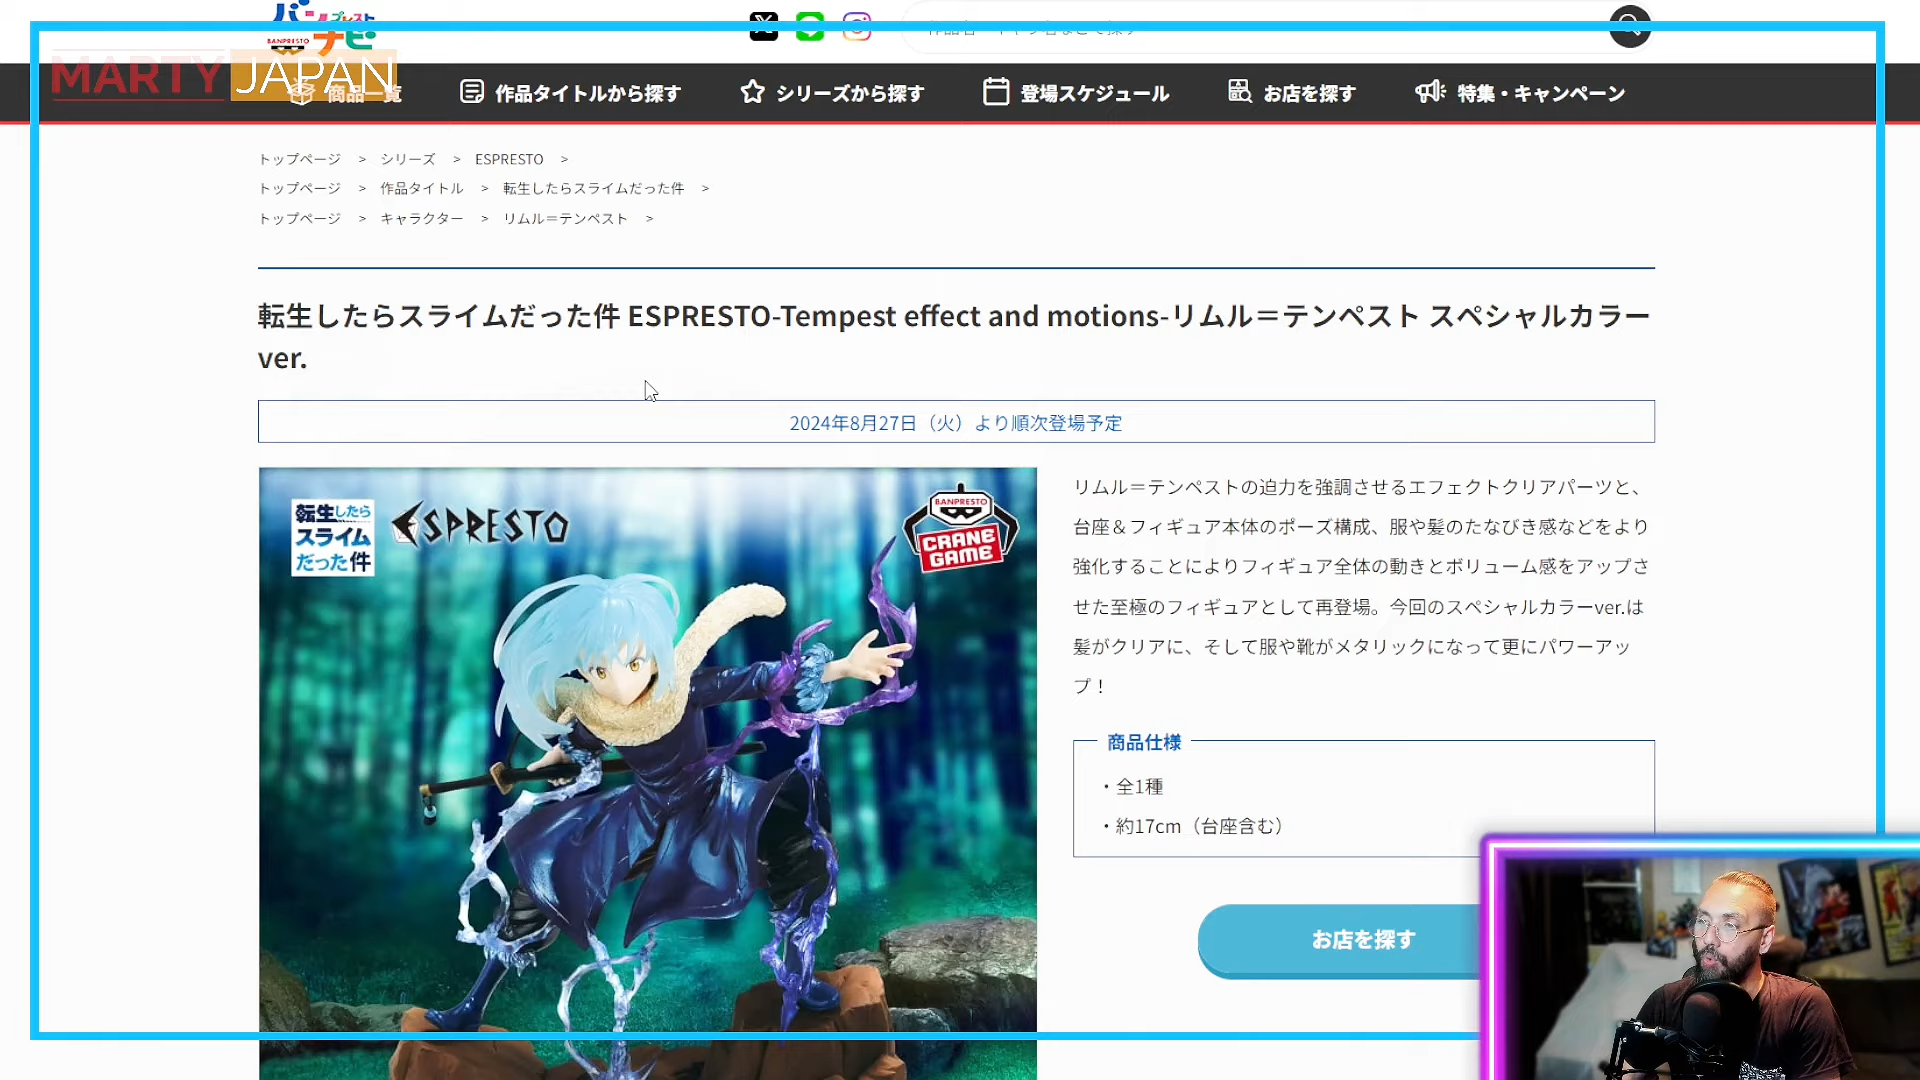 バンプレストナビ
BANPRESTO
MARTY JAPAN
商品一覧
作品タイトルから探す
シリーズから探す
登場スケジュール
お店を探す
特集・キャンペーン
トップページ > シリーズ > ESPRESTO >
トップページ > 作品タイトル > 転生したらスライムだった件 >
トップページ > キャラクター > リムル＝テンペスト >
転生したらスライムだった件 ESPRESTO-Tempest effect and motions-リムル＝テンペスト スペシャルカラー
ver.
2024年8月27日（火）より順次登場予定
転生したら
スライム
だった件
ESPRESTO
BANPRESTO
CRANE
GAME
リムル＝テンペストの迫力を強調させるエフェクトクリアパーツと、
台座＆フィギュア本体のポーズ構成、服や髪のたなびき感などをより
強化することによりフィギュア全体の動きとボリューム感をアップさ
せた至極のフィギュアとして再登場。今回のスペシャルカラーver.は
髪がクリアに、そして服や靴がメタリックになって更にパワーアッ
プ！
商品仕様
・全1種
・約17cm（台座含む）
お店を探す